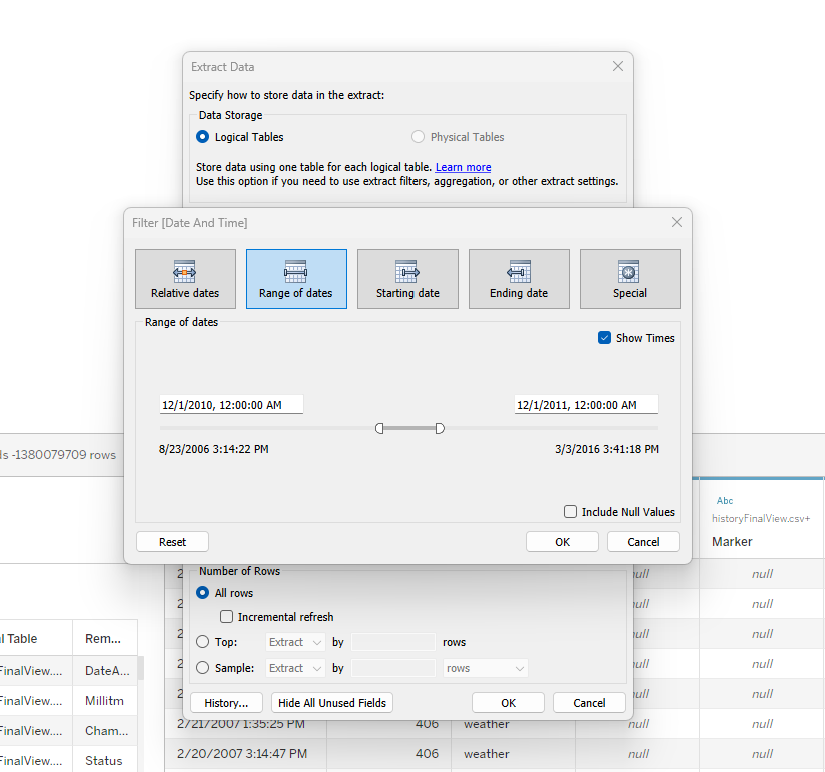 Extract Data
Specify how to store data in the extract:
Data Storage
Logical Tables
Physical Tables
Store data using one table for each logical table. Learn more
Use this option if you need to use extract filters, aggregation, or other extract settings.
Filter [Date And Time]
Relative dates
Range of dates
Starting date
Ending date
Special
Range of dates
Show Times
12/1/2010, 12:00:00 AM
12/1/2011, 12:00:00 AM
8/23/2006 3:14:22 PM
3/3/2016 3:41:18 PM
Include Null Values
Reset
OK
Cancel
-1380079709 rows
Abc
historyFinalView.csv+
Marker
null
null
null
null
null
Number of Rows
All rows
Incremental refresh
Top:
Extract
by
rows
Sample:
Extract
by
rows
History...
Hide All Unused Fields
OK
Cancel
Table
Rem...
FinalView....
DateA...
FinalView....
Millitm
FinalView....
Cham...
FinalView....
Status
2/21/2007 1:35:25 PM
406
weather
null
null
2/20/2007 3:14:47 PM
406
weather
null
null